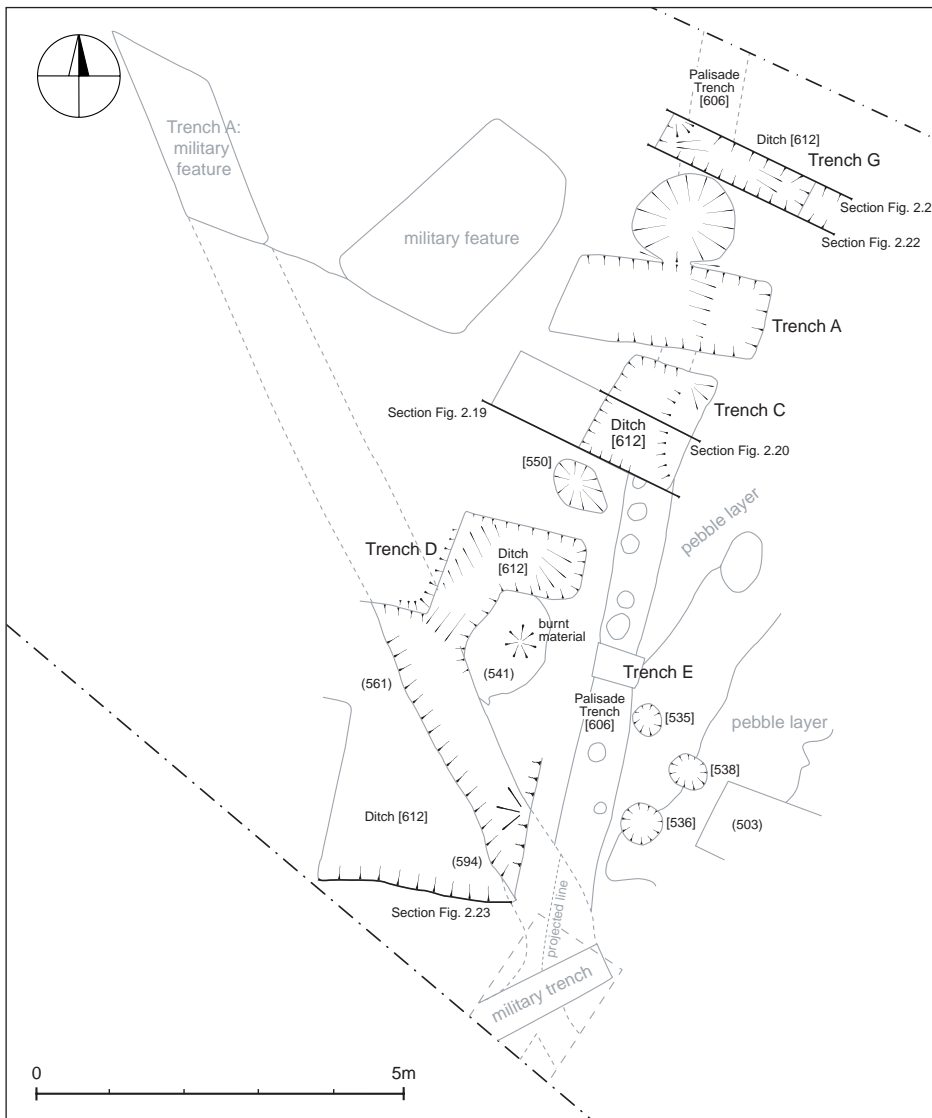 Palisade
Trench
[606]
Trench A:
military
feature
Ditch [612]
Trench G
Section Fig. 2.2
military feature
Section Fig. 2.22
Trench A
Section Fig. 2.19
Trench C
Ditch
[612]
Section Fig. 2.20
[550]
pebble layer
Trench D
Ditch
[612]
burnt
material
(541)
Trench E
(561)
Palisade
Trench
[606]
[535]
pebble layer
[538]
Ditch [612]
[536]
(503)
(594)
Section Fig. 2.23
projected line
military trench
0
5m